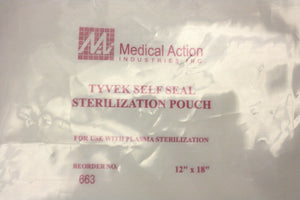 Medical Action
INDUSTRIES INC
TYVEK SELF SEAL
STERILIZATION POUCH
FOR USE WITH PLASMA STERILIZATION
REORDER NO. 12" x 18"
663